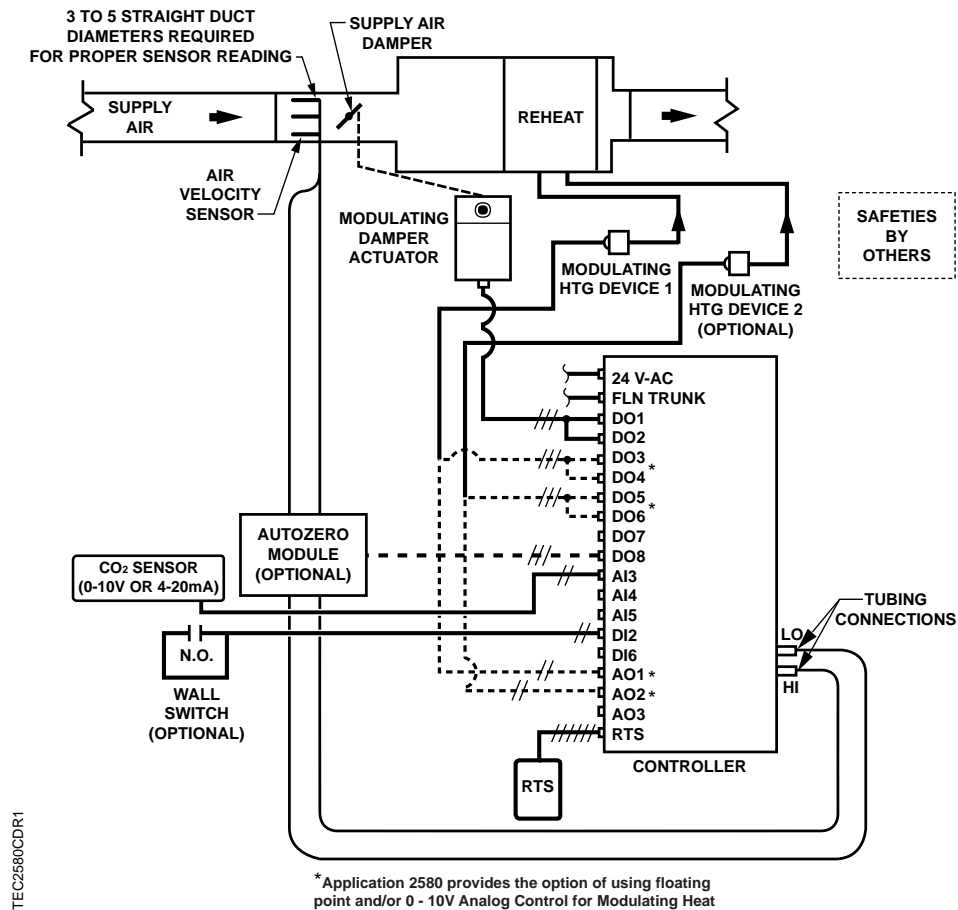 3 TO 5 STRAIGHT DUCT
DIAMETERS REQUIRED
FOR PROPER SENSOR READING
SUPPLY AIR
DAMPER
SUPPLY
AIR
REHEAT
AIR
VELOCITY
SENSOR
MODULATING
DAMPER
ACTUATOR
MODULATING
HTG DEVICE 1
MODULATING
HTG DEVICE 2
(OPTIONAL)
SAFETIES
BY
OTHERS
24 V-AC
FLN TRUNK
DO1
DO2
DO3
DO4 *
DO5
DO6 *
DO7
DO8
AI3
AI4
AI5
DI2
DI6
AO1 *
AO2 *
AO3
RTS
CONTROLLER
AUTOZERO
MODULE
(OPTIONAL)
CO2 SENSOR
(0-10V OR 4-20mA)
N.O.
WALL
SWITCH
(OPTIONAL)
RTS
LO
HI
TUBING
CONNECTIONS
TEC2580CDR1
*Application 2580 provides the option of using floating
point and/or 0 - 10V Analog Control for Modulating Heat